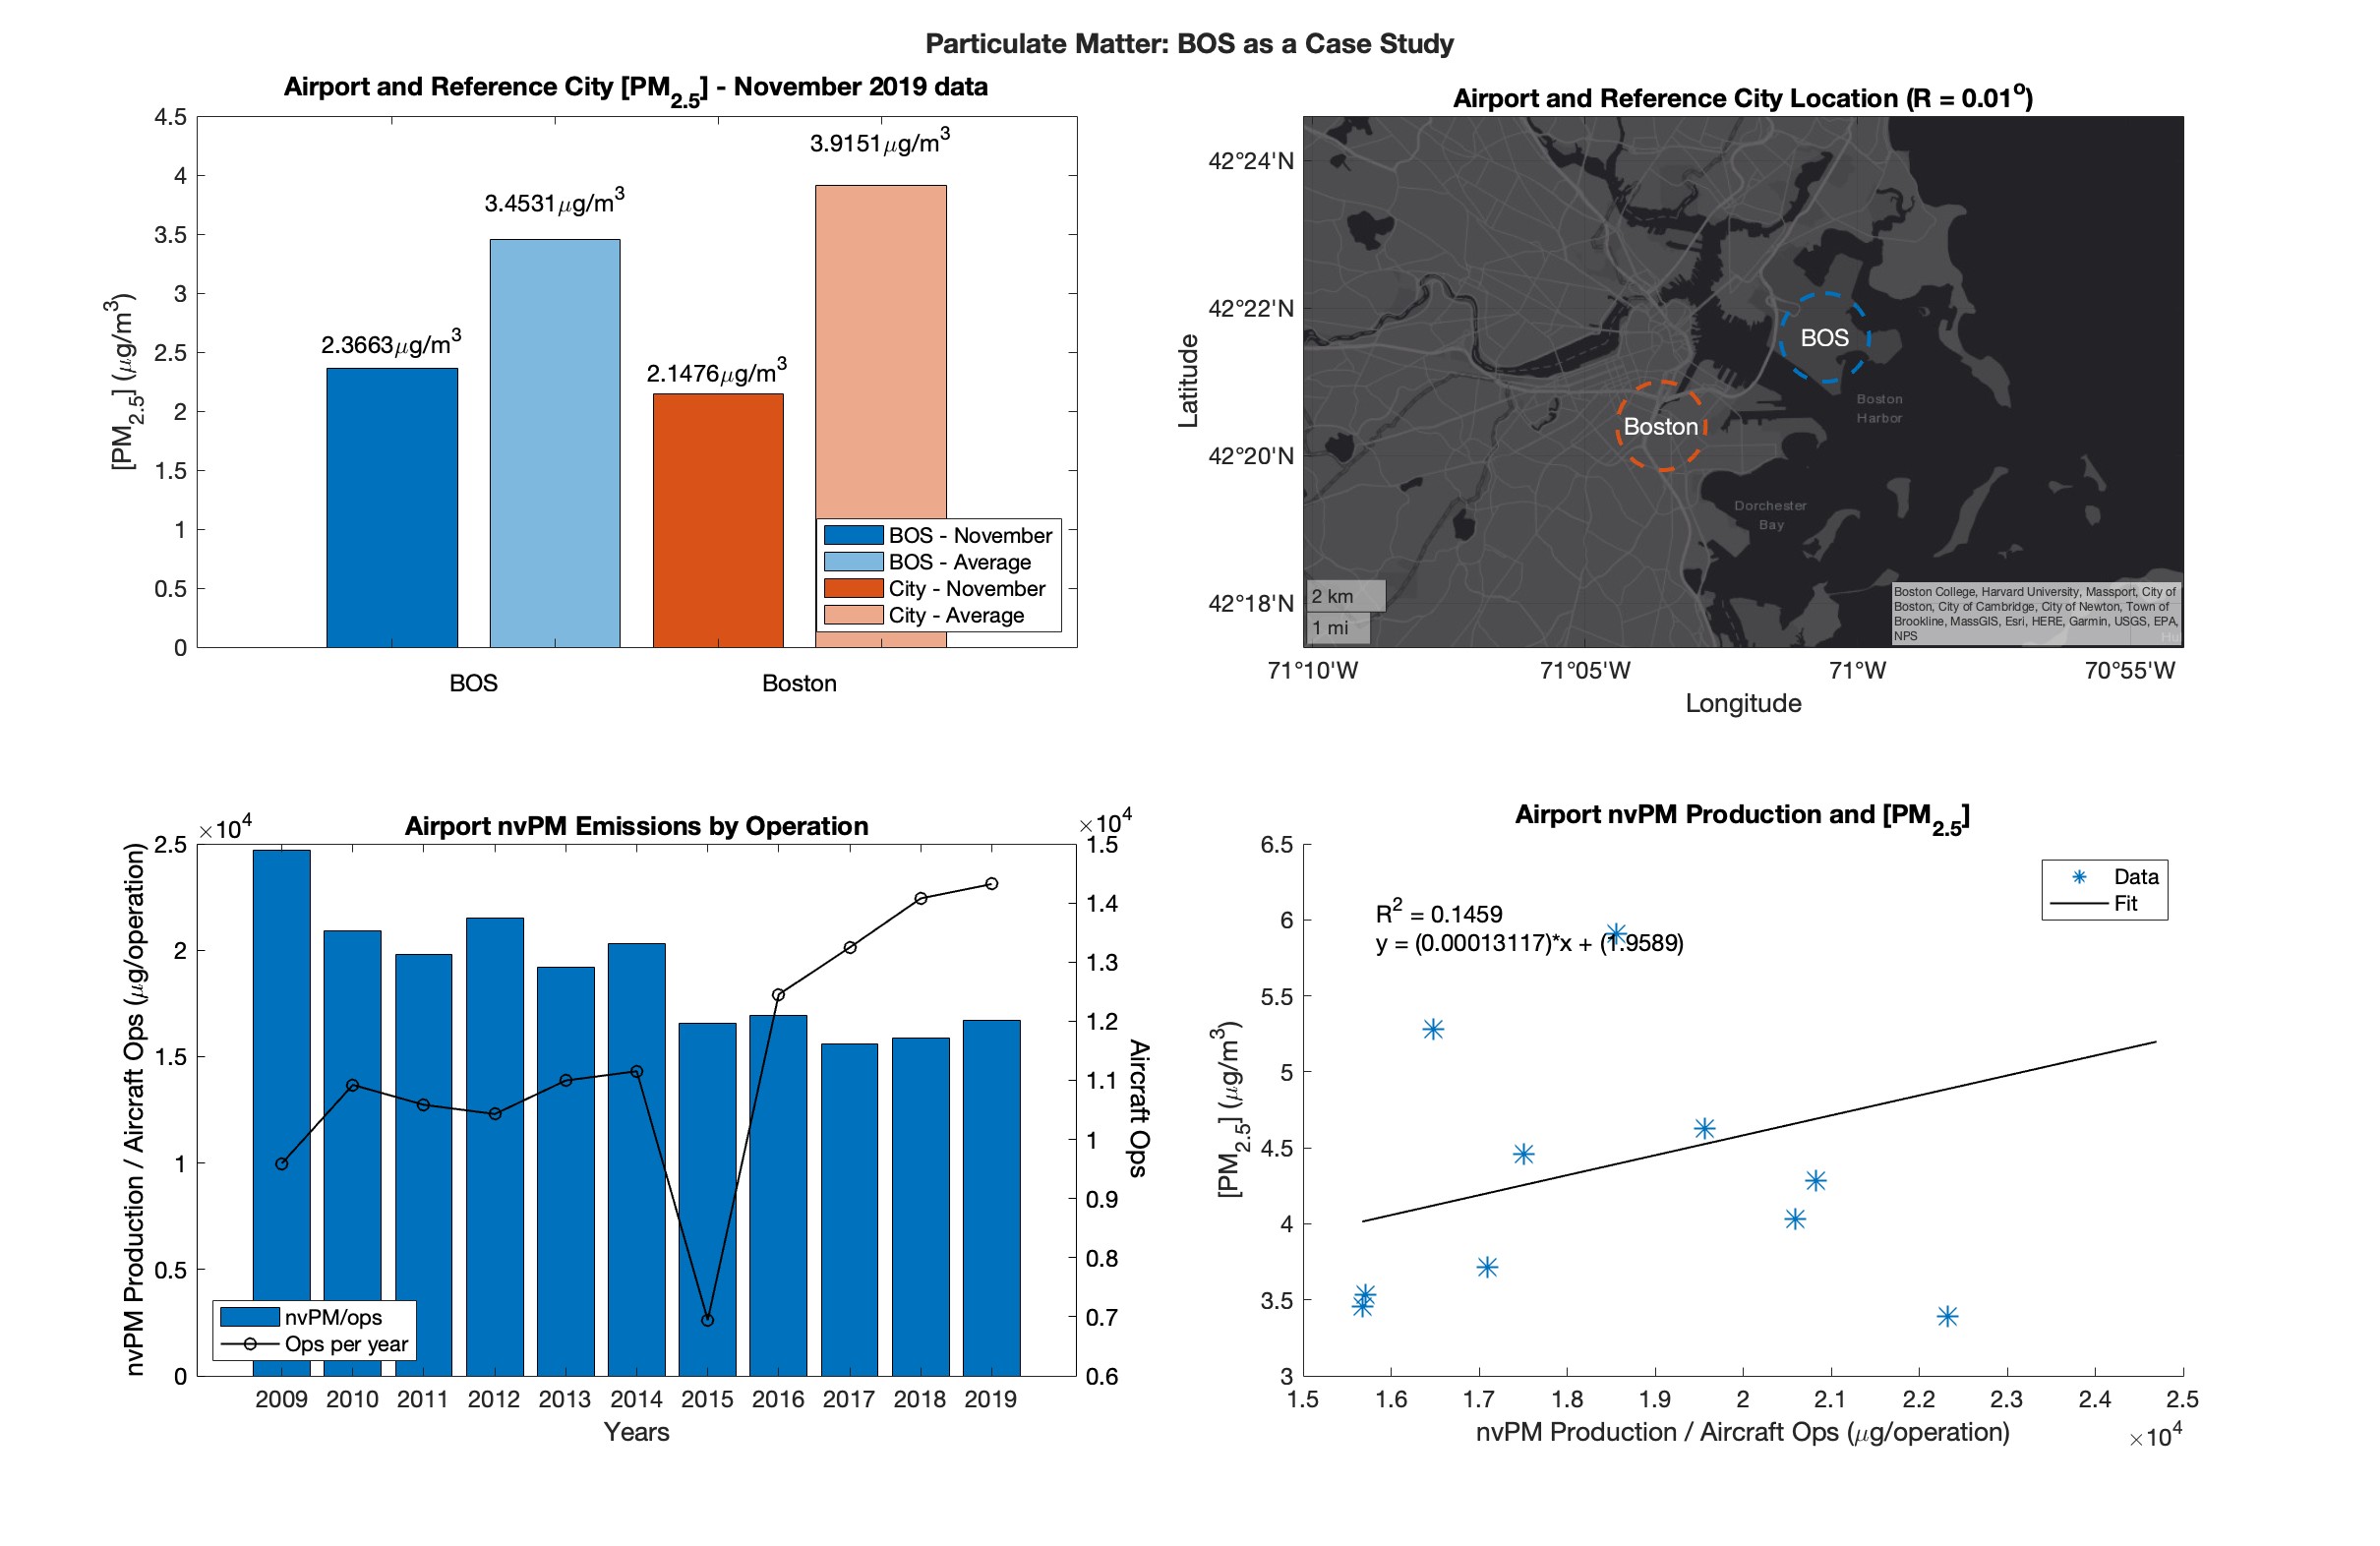 Particulate Matter: BOS as a Case Study
Airport and Reference City [PM2.5] - November 2019 data
4.5
4
3.5
3
2.5
2
1.5
1
0.5
0
[PM2.5] (μg/m3)
2.3663μg/m3
3.4531μg/m3
2.1476μg/m3
3.9151μg/m3
BOS - November
BOS - Average
City - November
City - Average
BOS
Boston
Airport and Reference City Location (R = 0.01o)
42°24'N
42°22'N
42°20'N
42°18'N
Latitude
BOS
Boston
Boston
Harbor
Dorchester
Bay
2 km
1 mi
Boston College, Harvard University, Massport, City of
Boston, City of Cambridge, City of Newton, Town of
Brookline, MassGIS, Esri, HERE, Garmin, USGS, EPA,
NPS
71°10'W
71°05'W
71°W
70°55'W
Longitude
Airport nvPM Emissions by Operation
×10^4
2.5
2
1.5
1
0.5
0
nvPM Production / Aircraft Ops (μg/operation)
×10^4
1.5
1.4
1.3
1.2
1.1
1
0.9
0.8
0.7
0.6
Aircraft Ops
nvPM/ops
Ops per year
2009 2010 2011 2012 2013 2014 2015 2016 2017 2018 2019
Years
Airport nvPM Production and [PM2.5]
6.5
6
5.5
5
4.5
4
3.5
3
[PM2.5] (μg/m3)
R2 = 0.1459
y = (0.00013117)*x + (1.9589)
Data
Fit
1.5 1.6 1.7 1.8 1.9 2 2.1 2.2 2.3 2.4 2.5
×10^4
nvPM Production / Aircraft Ops (μg/operation)